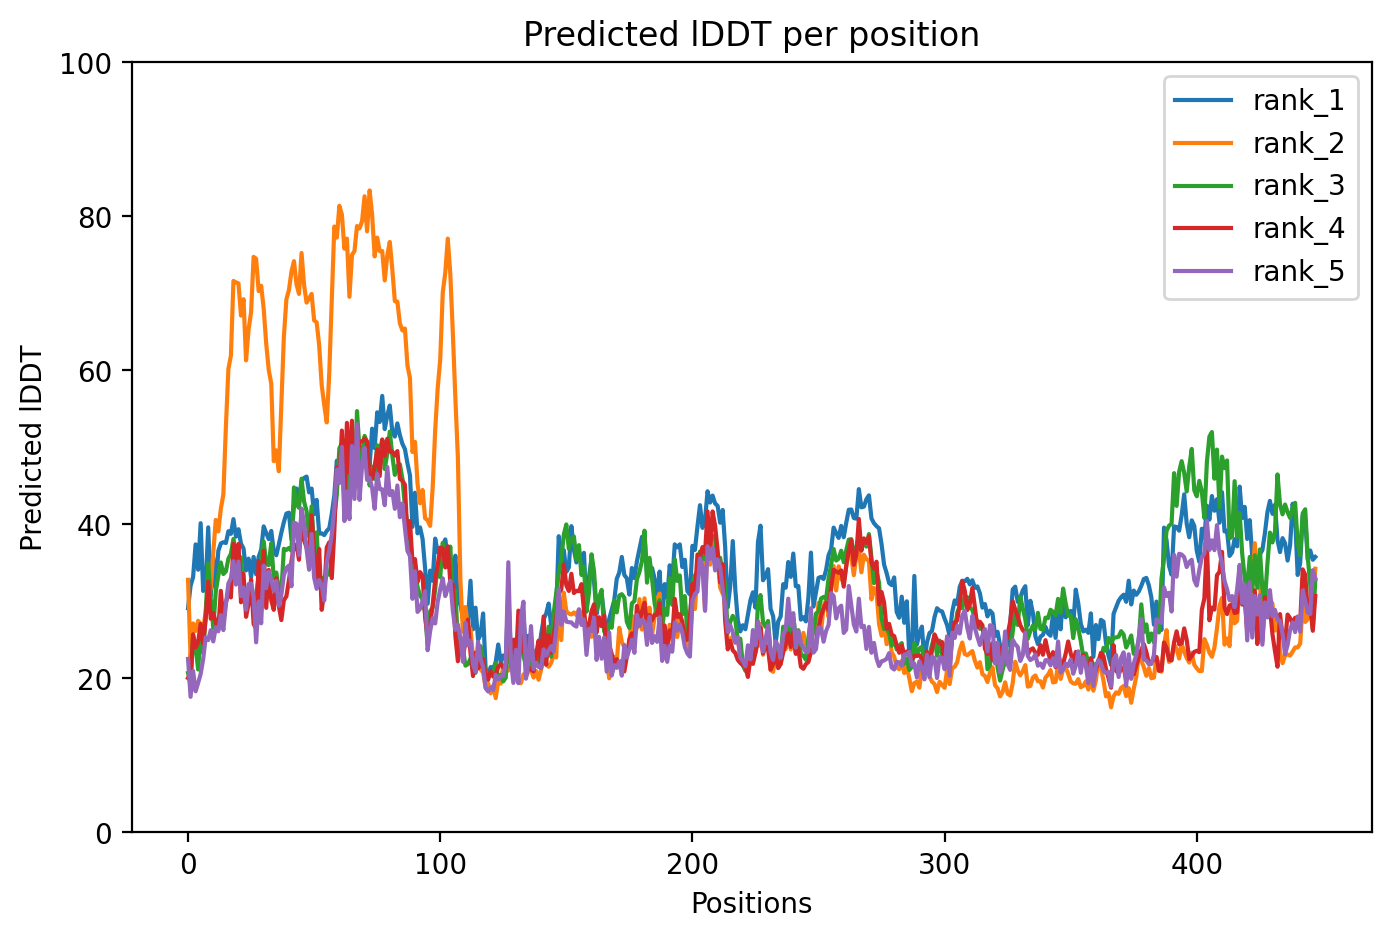 Predicted lDDT per position
100
80
60
40
20
0
Predicted lDDT
0
100
200
300
400
Positions
rank_1
rank_2
rank_3
rank_4
rank_5